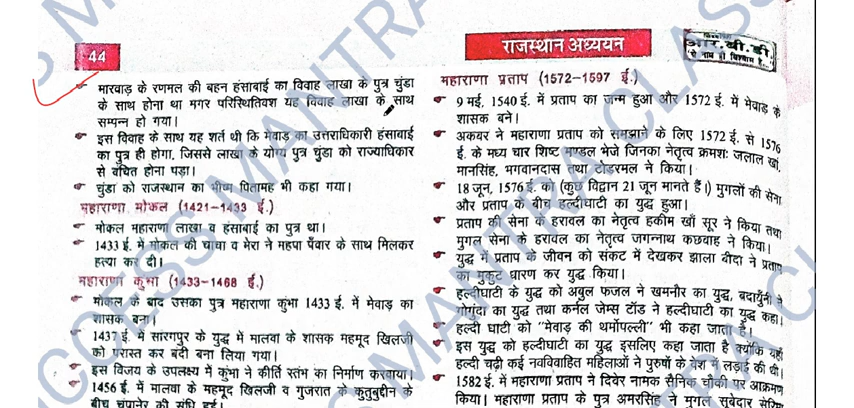 44
राजस्थान अध्ययन
आर.बी.डी
मारवाड़ के रणमल की बहन हंसाबाई का विवाह लाखा के पुत्र चुंडा
के साथ होना था मगर परिस्थितिवश यह विवाह लाखा के साथ
सम्पन्न हो गया।
इस विवाह के साथ यह शर्त थी कि मेवाड़ का उत्तराधिकारी हंसाबाई
का पुत्र ही होगा, जिससे लाखा के योग्य पुत्र चुंडा को राज्याधिकार
से वंचित होना पड़ा।
चुंडा को राजस्थान का भीष्म पितामह भी कहा गया।
महाराणा मोकल (1421-1433 ई.)
मोकल महाराणा लाखा व हंसाबाई का पुत्र था।
1433 ई. में मोकल की चाचा व मेरा ने महपा पँवार के साथ मिलकर
हत्या कर दी।
महाराणा कुंभा (1433-1468 ई.)
मोकल के बाद उसका पुत्र महाराणा कुंभा 1433 ई. में मेवाड़ का
शासक बना।
1437 ई. में सारंगपुर के युद्ध में मालवा के शासक महमूद खिलजी
को परास्त कर बंदी बना लिया गया।
इस विजय के उपलक्ष्य में कुंभा ने कीर्ति स्तंभ का निर्माण करवाया।
1456 ई. में मालवा के महमूद खिलजी व गुजरात के कुतुबुद्दीन के
बीच चंपानेर की संधि हुई।
महाराणा प्रताप (1572-1597 ई.)
9 मई, 1540 ई. में प्रताप का जन्म हुआ और 1572 ई. में मेवाड़ के
शासक बने।
अकबर ने महाराणा प्रताप को समझाने के लिए 1572 ई. से 1576
ई. के मध्य चार शिष्ट मण्डल भेजे जिनका नेतृत्व क्रमशः जलाल खाँ,
मानसिंह, भगवानदास तथा टोडरमल ने किया।
18 जून, 1576 ई. को (कुछ विद्वान 21 जून मानते हैं।) मुगलों की सेना
और प्रताप के बीच हल्दीघाटी का युद्ध हुआ।
प्रताप की सेना के हरावल का नेतृत्व हकीम खाँ सूर ने किया तथा
मुगल सेना के हरावल का नेतृत्व जगन्नाथ कछवाह ने किया।
युद्ध में प्रताप के जीवन को संकट में देखकर झाला बीदा ने प्रताप
का मुकुट धारण कर युद्ध किया।
हल्दीघाटी के युद्ध को अबुल फजल ने खमनौर का युद्ध, बदायुँनी ने
गोगुंदा का युद्ध तथा कर्नल जेम्स टॉड ने हल्दीघाटी का युद्ध कहा।
हल्दी घाटी को "मेवाड़ की थर्मोपल्ली" भी कहा जाता है।
इस युद्ध को हल्दीघाटी का युद्ध इसलिए कहा जाता है क्योंकि यहाँ
हल्दी चढ़ी कई नवविवाहित महिलाओं ने पुरुषों के वेश में लड़ाई की थी।
1582 ई. में महाराणा प्रताप ने दिवेर नामक सैनिक चौकी पर आक्रमण
किया। महाराणा प्रताप के पुत्र अमरसिंह ने मुगल सूबेदार